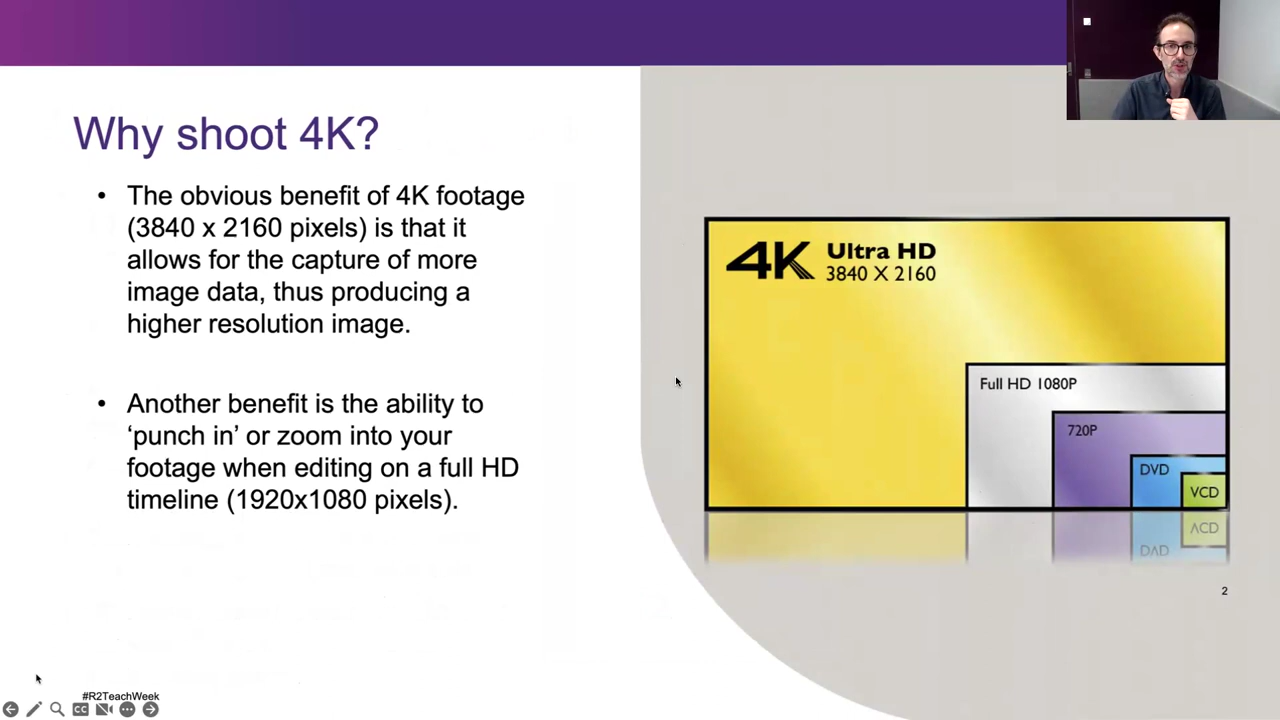 Why shoot 4K?
• The obvious benefit of 4K footage
(3840 x 2160 pixels) is that it
allows for the capture of more
image data, thus producing a
higher resolution image.
• Another benefit is the ability to
‘punch in’ or zoom into your
footage when editing on a full HD
timeline (1920x1080 pixels).
4K Ultra HD
3840 X 2160
Full HD 1080P
720P
DVD
VCD
2
#R2TeachWeek
CC